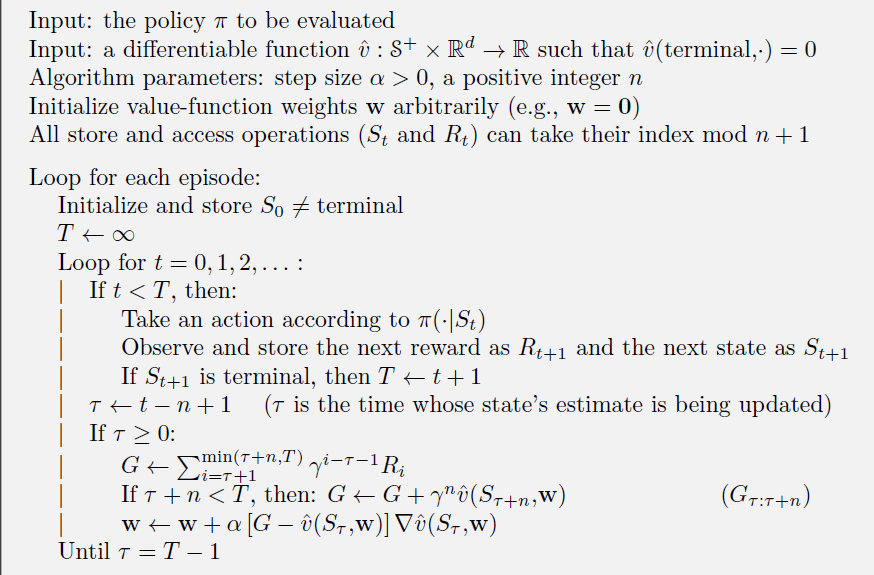 Input: the policy π to be evaluated
Input: a differentiable function v̂ : 𝒮⁺ × ℝᵈ → ℝ such that v̂(terminal,·) = 0
Algorithm parameters: step size α > 0, a positive integer n
Initialize value-function weights 𝐰 arbitrarily (e.g., 𝐰 = 𝟎)
All store and access operations (Sₜ and Rₜ) can take their index mod n + 1
Loop for each episode:
Initialize and store S₀ ≠ terminal
T ← ∞
Loop for t = 0, 1, 2, . . . :
| If t < T, then:
| Take an action according to π(·|Sₜ)
| Observe and store the next reward as Rₜ₊₁ and the next state as Sₜ₊₁
| If Sₜ₊₁ is terminal, then T ← t + 1
| τ ← t − n + 1 (τ is the time whose state's estimate is being updated)
| If τ ≥ 0:
| G ← ∑_{i=τ+1}^{min(τ+n,T)} γ^{i−τ−1} Rᵢ
| If τ + n < T, then: G ← G + γⁿ v̂(S_{τ+n},𝐰) (G_{τ:τ+n})
| 𝐰 ← 𝐰 + α [G − v̂(S_τ,𝐰)] ∇v̂(S_τ,𝐰)
Until τ = T − 1